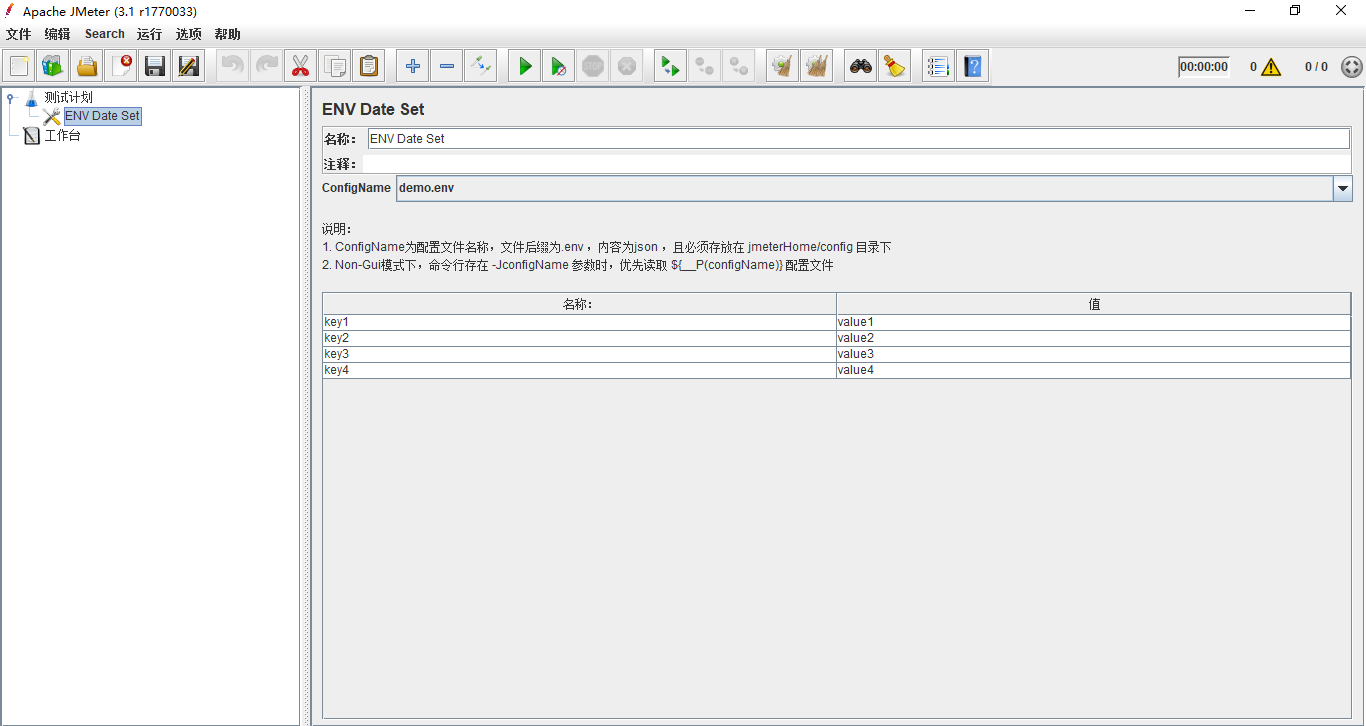 Apache JMeter (3.1 r1770033)
文件 编辑 Search 运行 选项 帮助
STOP
00:00:00 0 0 / 0
测试计划
ENV Date Set
工作台
ENV Date Set
名称： ENV Date Set
注释：
ConfigName demo.env
说明：
1. ConfigName为配置文件名称，文件后缀为.env ，内容为json ，且必须存放在 jmeterHome/config 目录下
2. Non-Gui模式下，命令行存在 -JconfigName 参数时，优先读取 ${__P(configName)} 配置文件
名称： 值
key1 value1
key2 value2
key3 value3
key4 value4